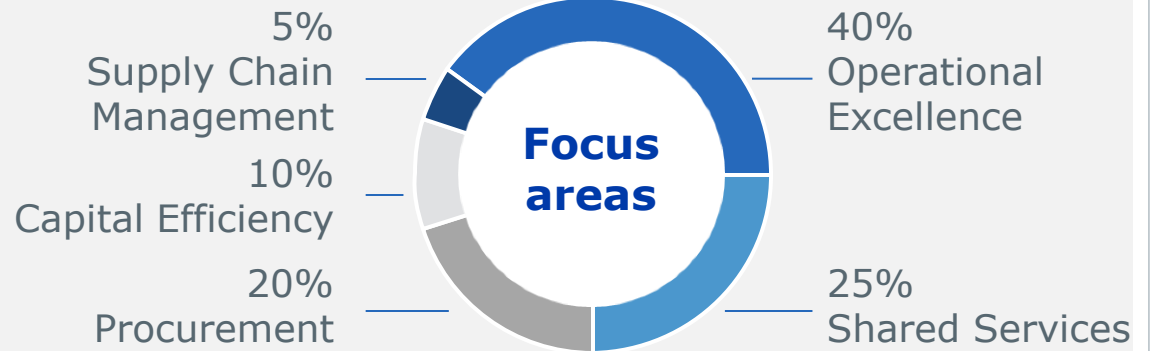 5%
Supply Chain
Management
10%
Capital Efficiency
20%
Procurement
Focus
areas
40%
Operational
Excellence
25%
Shared Services